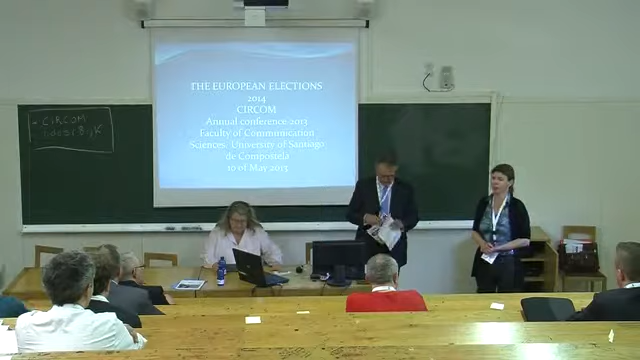 THE EUROPEAN ELECTIONS
2014
CIRCOM
Annual conference 2013
Faculty of Communication
Sciences. University of Santiago
de Compostela
10 of May 2013
CIRCOM